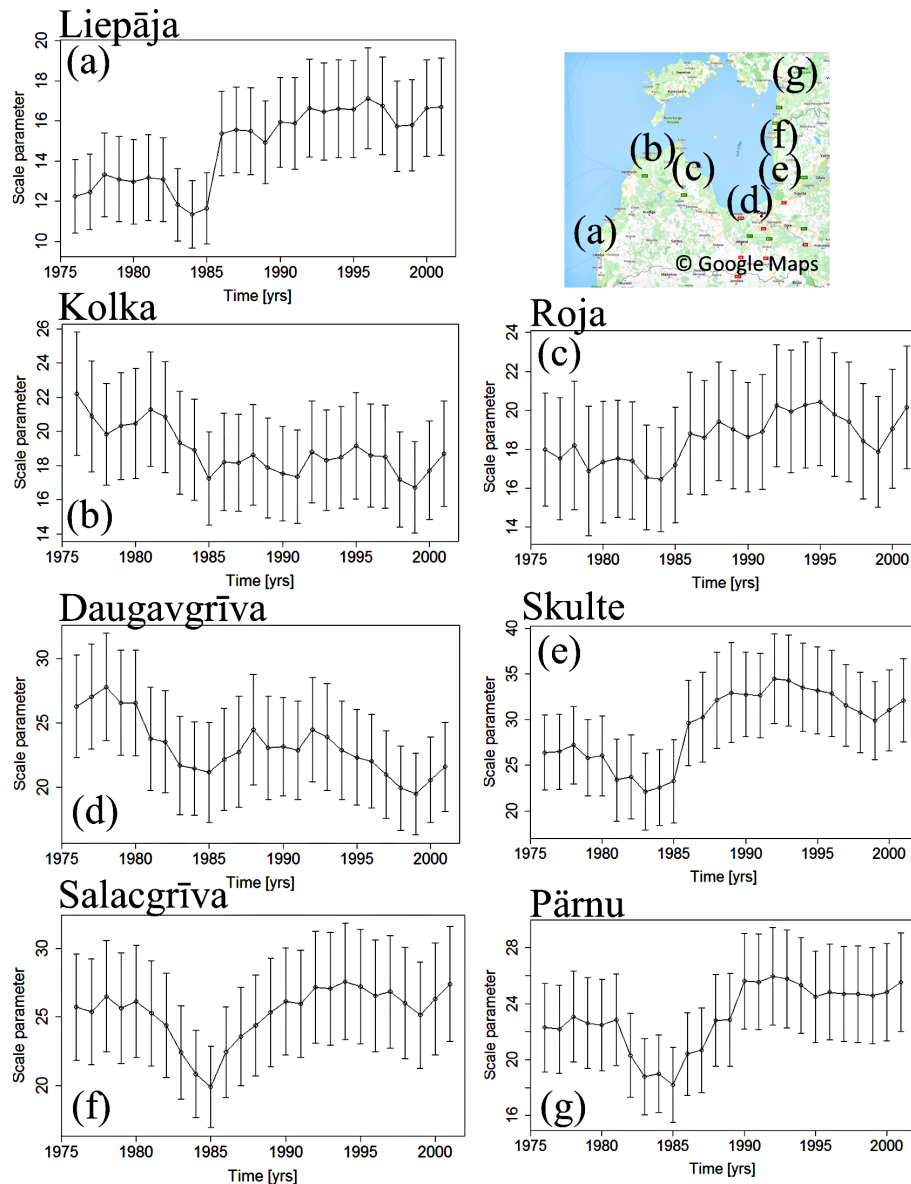 Liepāja
(a)
Scale parameter
20
18
16
14
12
10
1975 1980 1985 1990 1995 2000
Time [yrs]
(g)
(f)
(b)
(c)
(e)
(d)
(a)
© Google Maps
Kolka
Scale parameter
26
24
22
20
18
16
14
(b)
1975 1980 1985 1990 1995 2000
Time [yrs]
Roja
(c)
Scale parameter
24
22
20
18
16
14
1975 1980 1985 1990 1995 2000
Time [yrs]
Daugavgrīva
Scale parameter
30
25
20
(d)
1975 1980 1985 1990 1995 2000
Time [yrs]
Skulte
(e)
Scale parameter
40
35
30
25
20
1975 1980 1985 1990 1995 2000
Time [yrs]
Salacgrīva
Scale parameter
30
25
20
(f)
1975 1980 1985 1990 1995 2000
Time [yrs]
Pärnu
Scale parameter
28
24
20
16
(g)
1975 1980 1985 1990 1995 2000
Time [yrs]